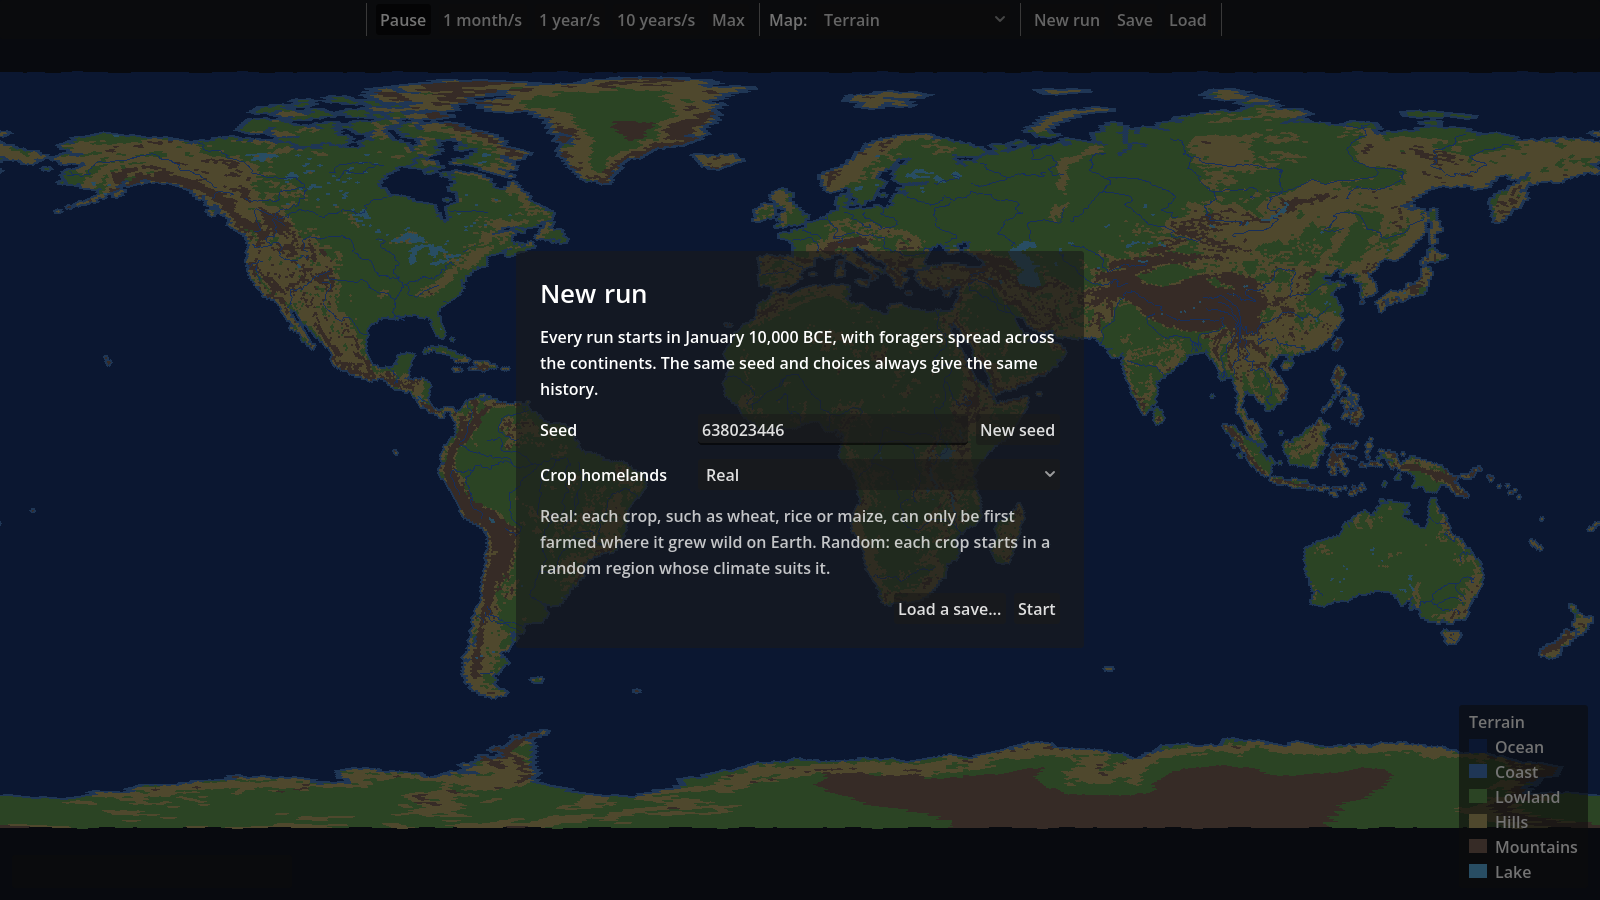 Pause 1 month/s 1 year/s 10 years/s Max Map: Terrain New run Save Load
New run
Every run starts in January 10,000 BCE, with foragers spread across
the continents. The same seed and choices always give the same
history.
Seed 638023446 New seed
Crop homelands Real
Real: each crop, such as wheat, rice or maize, can only be first
farmed where it grew wild on Earth. Random: each crop starts in a
random region whose climate suits it.
Load a save... Start
Terrain
Ocean
Coast
Lowland
Hills
Mountains
Lake